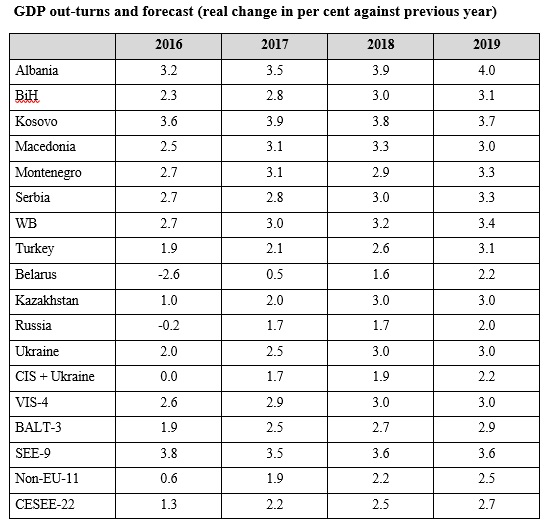 GDP out-turns and forecast (real change in per cent against previous year)
2016 2017 2018 2019
Albania 3.2 3.5 3.9 4.0
BiH 2.3 2.8 3.0 3.1
Kosovo 3.6 3.9 3.8 3.7
Macedonia 2.5 3.1 3.3 3.0
Montenegro 2.7 3.1 2.9 3.3
Serbia 2.7 2.8 3.0 3.3
WB 2.7 3.0 3.2 3.4
Turkey 1.9 2.1 2.6 3.1
Belarus -2.6 0.5 1.6 2.2
Kazakhstan 1.0 2.0 3.0 3.0
Russia -0.2 1.7 1.7 2.0
Ukraine 2.0 2.5 3.0 3.0
CIS + Ukraine 0.0 1.7 1.9 2.2
VIS-4 2.6 2.9 3.0 3.0
BALT-3 1.9 2.5 2.7 2.9
SEE-9 3.8 3.5 3.6 3.6
Non-EU-11 0.6 1.9 2.2 2.5
CESEE-22 1.3 2.2 2.5 2.7